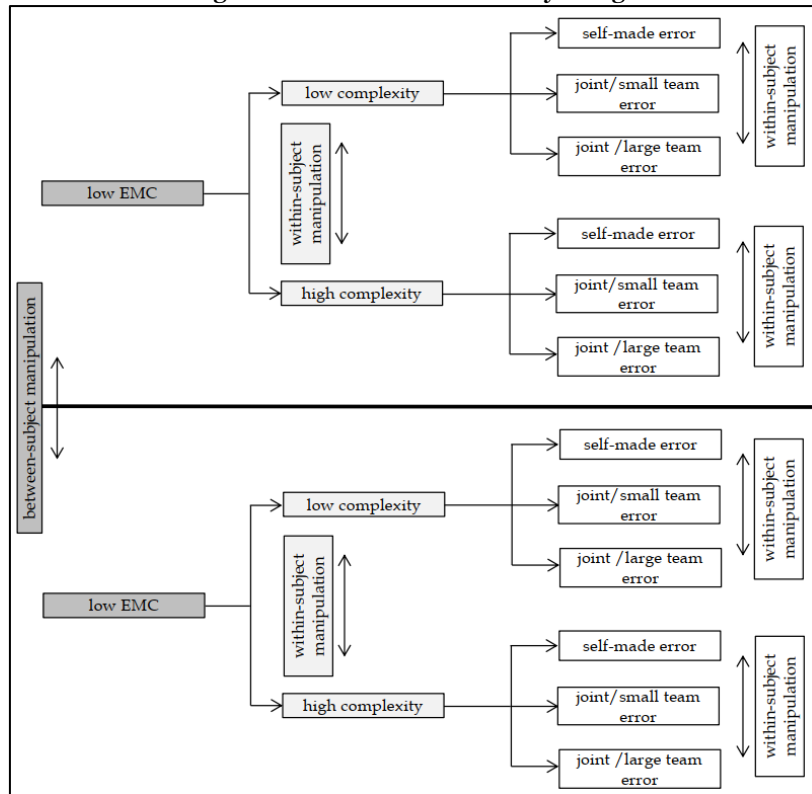 self-made error
low complexity
joint/small team
error
joint /large team
error
within-subject
manipulation
within-subject
manipulation
low EMC
self-made error
high complexity
joint/small team
error
joint /large team
error
within-subject
manipulation
between-subject manipulation
self-made error
low complexity
joint/small team
error
joint /large team
error
within-subject
manipulation
within-subject
manipulation
low EMC
self-made error
high complexity
joint/small team
error
joint /large team
error
within-subject
manipulation